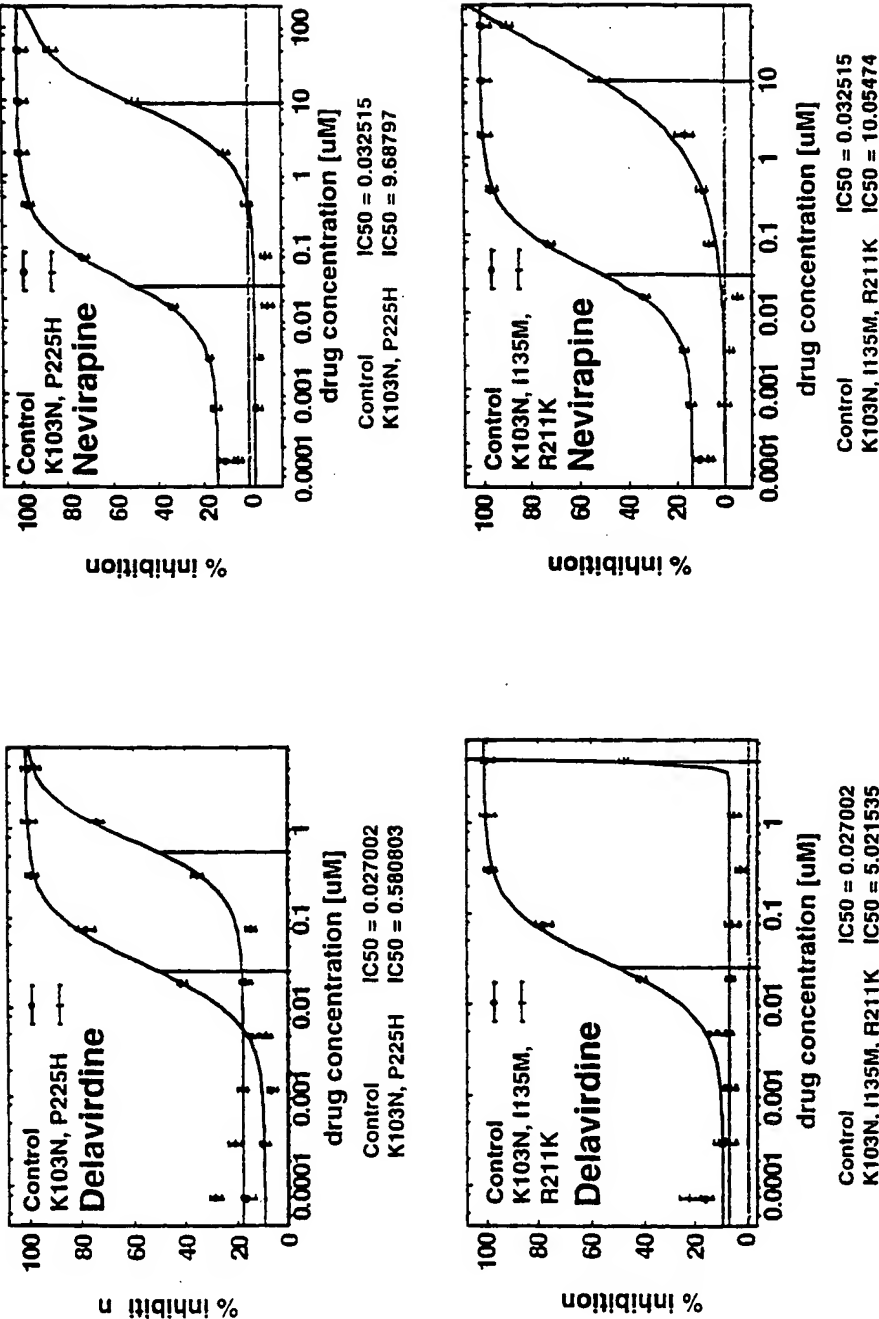 % inhibiti n
100
80
60
40
20
0
Control
K103N, P225H
Delavirdine
0.0001 0.001 0.01 0.1 1
drug concentration [uM]
Control IC50 = 0.027002
K103N, P225H IC50 = 0.580803
% inhibition
100
80
60
40
20
0
Control
K103N, P225H
Nevirapine
0.0001 0.001 0.01 0.1 1 10 100
drug concentration [uM]
Control IC50 = 0.032515
K103N, P225H IC50 = 9.68797
% inhibition
100
80
60
40
20
0
Control
K103N, I135M,
R211K
Delavirdine
0.0001 0.001 0.01 0.1 1
drug concentration [uM]
Control IC50 = 0.027002
K103N, I135M, R211K IC50 = 5.021535
% inhibition
100
80
60
40
20
0
Control
K103N, I135M,
R211K
Nevirapine
0.0001 0.001 0.01 0.1 1 10
drug concentration [uM]
Control IC50 = 0.032515
K103N, I135M, R211K IC50 = 10.05474